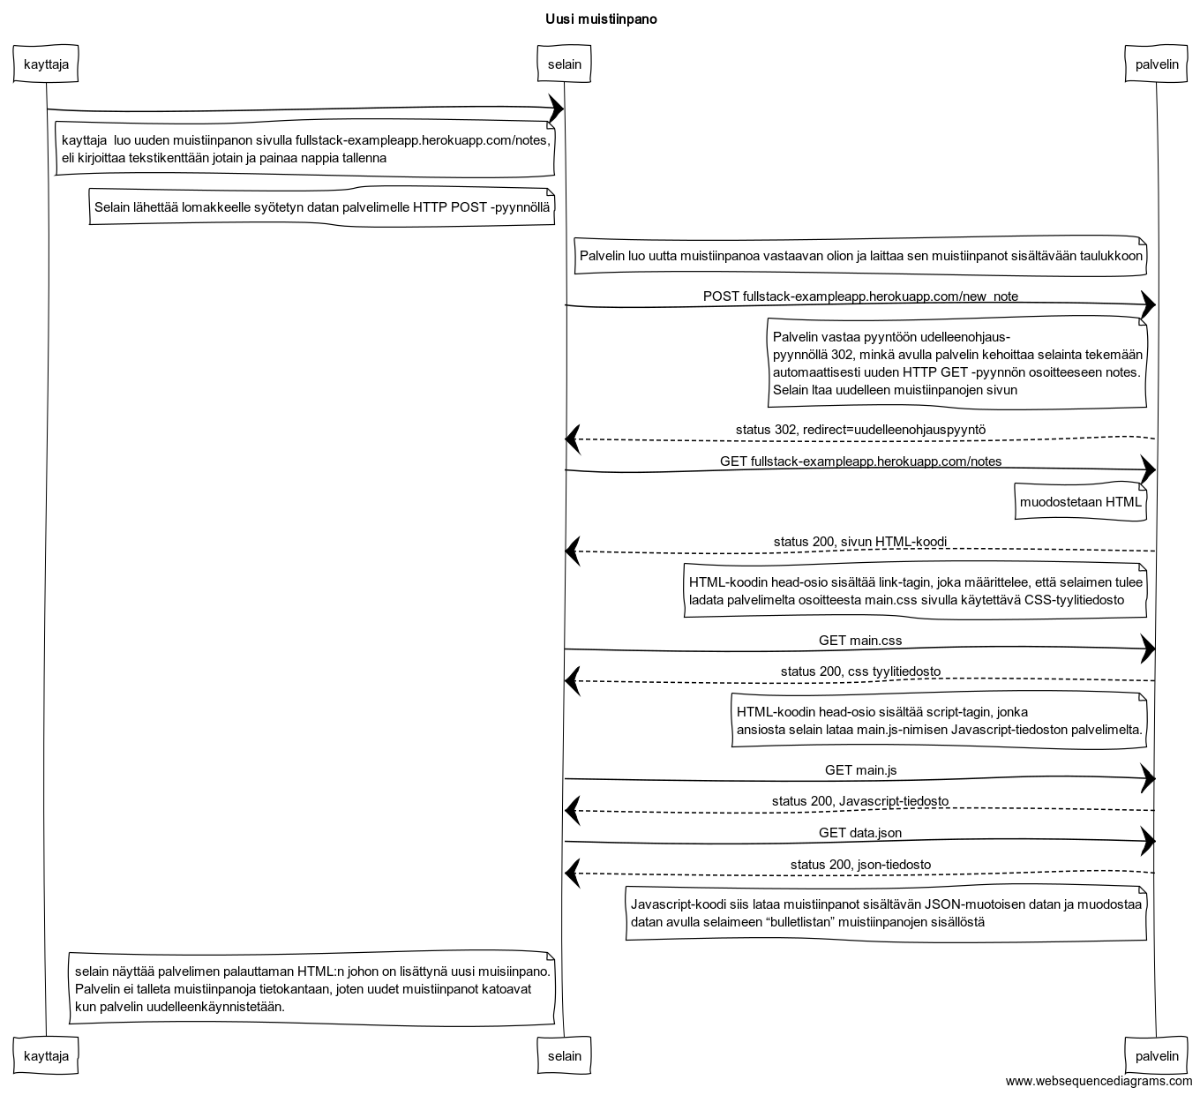 Uusi muistiinpano
kayttaja
selain
palvelin
kayttaja  luo uuden muistiinpanon sivulla fullstack-exampleapp.herokuapp.com/notes,
eli kirjoittaa tekstikenttään jotain ja painaa nappia tallenna
Selain lähettää lomakkeelle syötetyn datan palvelimelle HTTP POST -pyynnöllä
Palvelin luo uutta muistiinpanoa vastaavan olion ja laittaa sen muistiinpanot sisältävään taulukkoon
POST fullstack-exampleapp.herokuapp.com/new_note
Palvelin vastaa pyyntöön udelleenohjaus-
pyynnöllä 302, minkä avulla palvelin kehoittaa selainta tekemään
automaattisesti uuden HTTP GET -pyynnön osoitteeseen notes.
Selain ltaa uudelleen muistiinpanojen sivun
status 302, redirect=uudelleenohjauspyyntö
GET fullstack-exampleapp.herokuapp.com/notes
muodostetaan HTML
status 200, sivun HTML-koodi
HTML-koodin head-osio sisältää link-tagin, joka määrittelee, että selaimen tulee
ladata palvelimelta osoitteesta main.css sivulla käytettävä CSS-tyylitiedosto
GET main.css
status 200, css tyylitiedosto
HTML-koodin head-osio sisältää script-tagin, jonka
ansiosta selain lataa main.js-nimisen Javascript-tiedoston palvelimelta.
GET main.js
status 200, Javascript-tiedosto
GET data.json
status 200, json-tiedosto
Javascript-koodi siis lataa muistiinpanot sisältävän JSON-muotoisen datan ja muodostaa
datan avulla selaimeen “bulletlistan” muistiinpanojen sisällöstä
selain näyttää palvelimen palauttaman HTML:n johon on lisättynä uusi muisiinpano.
Palvelin ei talleta muistiinpanoja tietokantaan, joten uudet muistiinpanot katoavat
kun palvelin uudelleenkäynnistetään.
kayttaja
selain
palvelin
www.websequencediagrams.com